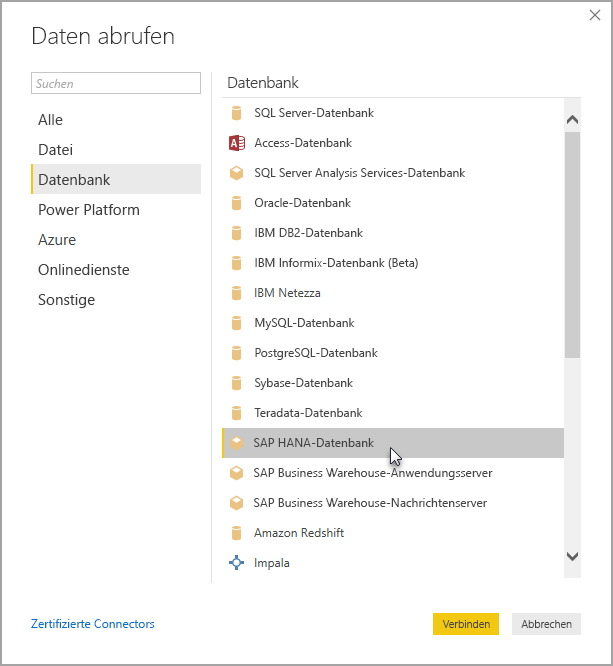 Daten abrufen
Suchen
Alle
Datei
Datenbank
Power Platform
Azure
Onlinedienste
Sonstige
Datenbank
SQL Server-Datenbank
Access-Datenbank
SQL Server Analysis Services-Datenbank
Oracle-Datenbank
IBM DB2-Datenbank
IBM Informix-Datenbank (Beta)
IBM Netezza
MySQL-Datenbank
PostgreSQL-Datenbank
Sybase-Datenbank
Teradata-Datenbank
SAP HANA-Datenbank
SAP Business Warehouse-Anwendungsserver
SAP Business Warehouse-Nachrichtenserver
Amazon Redshift
Impala
Zertifizierte Connectors
Verbinden
Abbrechen